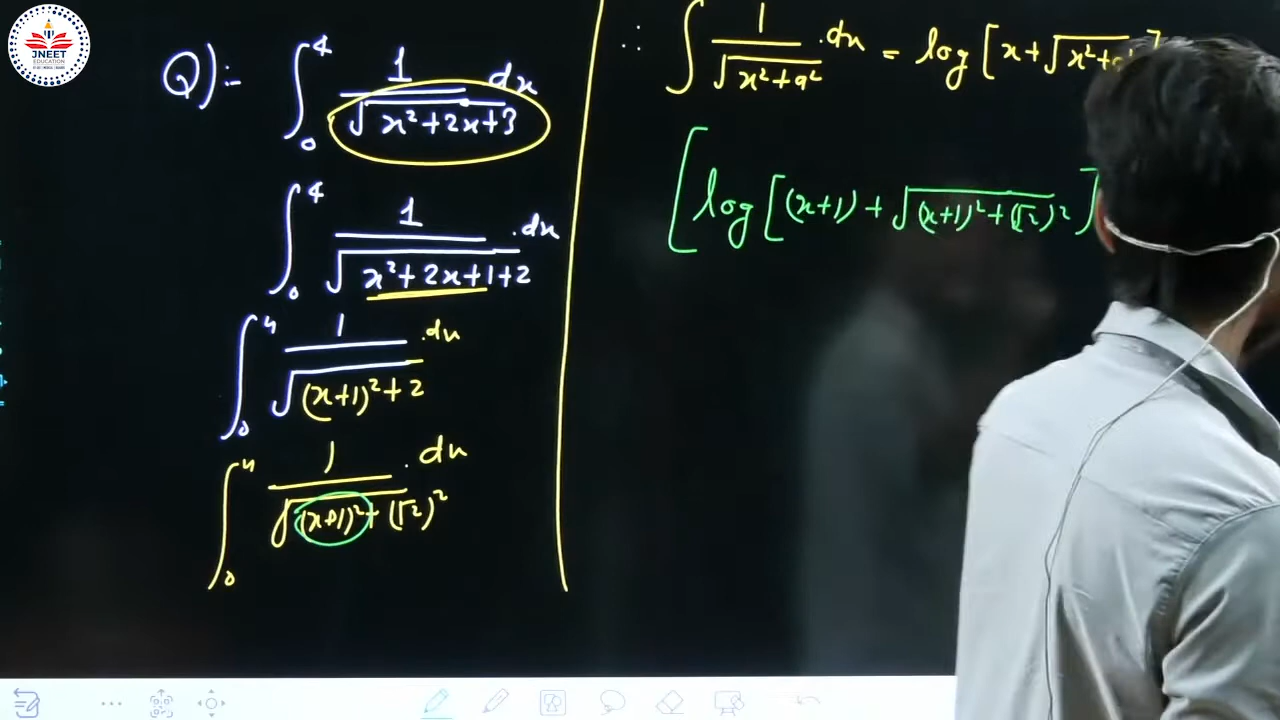 JNEET
EDUCATION
Q):- ∫₀⁴ 1/√(x²+2x+3) dx
∫₀⁴ 1/√(x²+2x+1+2) .dx
∫₀⁴ 1/√((x+1)²+2) .dx
∫₀⁴ 1/√((x+1)²+(√2)²) .dx
∴ ∫ 1/√(x²+a²) .dx = log [x+√x²+
[log [(x+1)+√((x+1)²+(√2)²)]